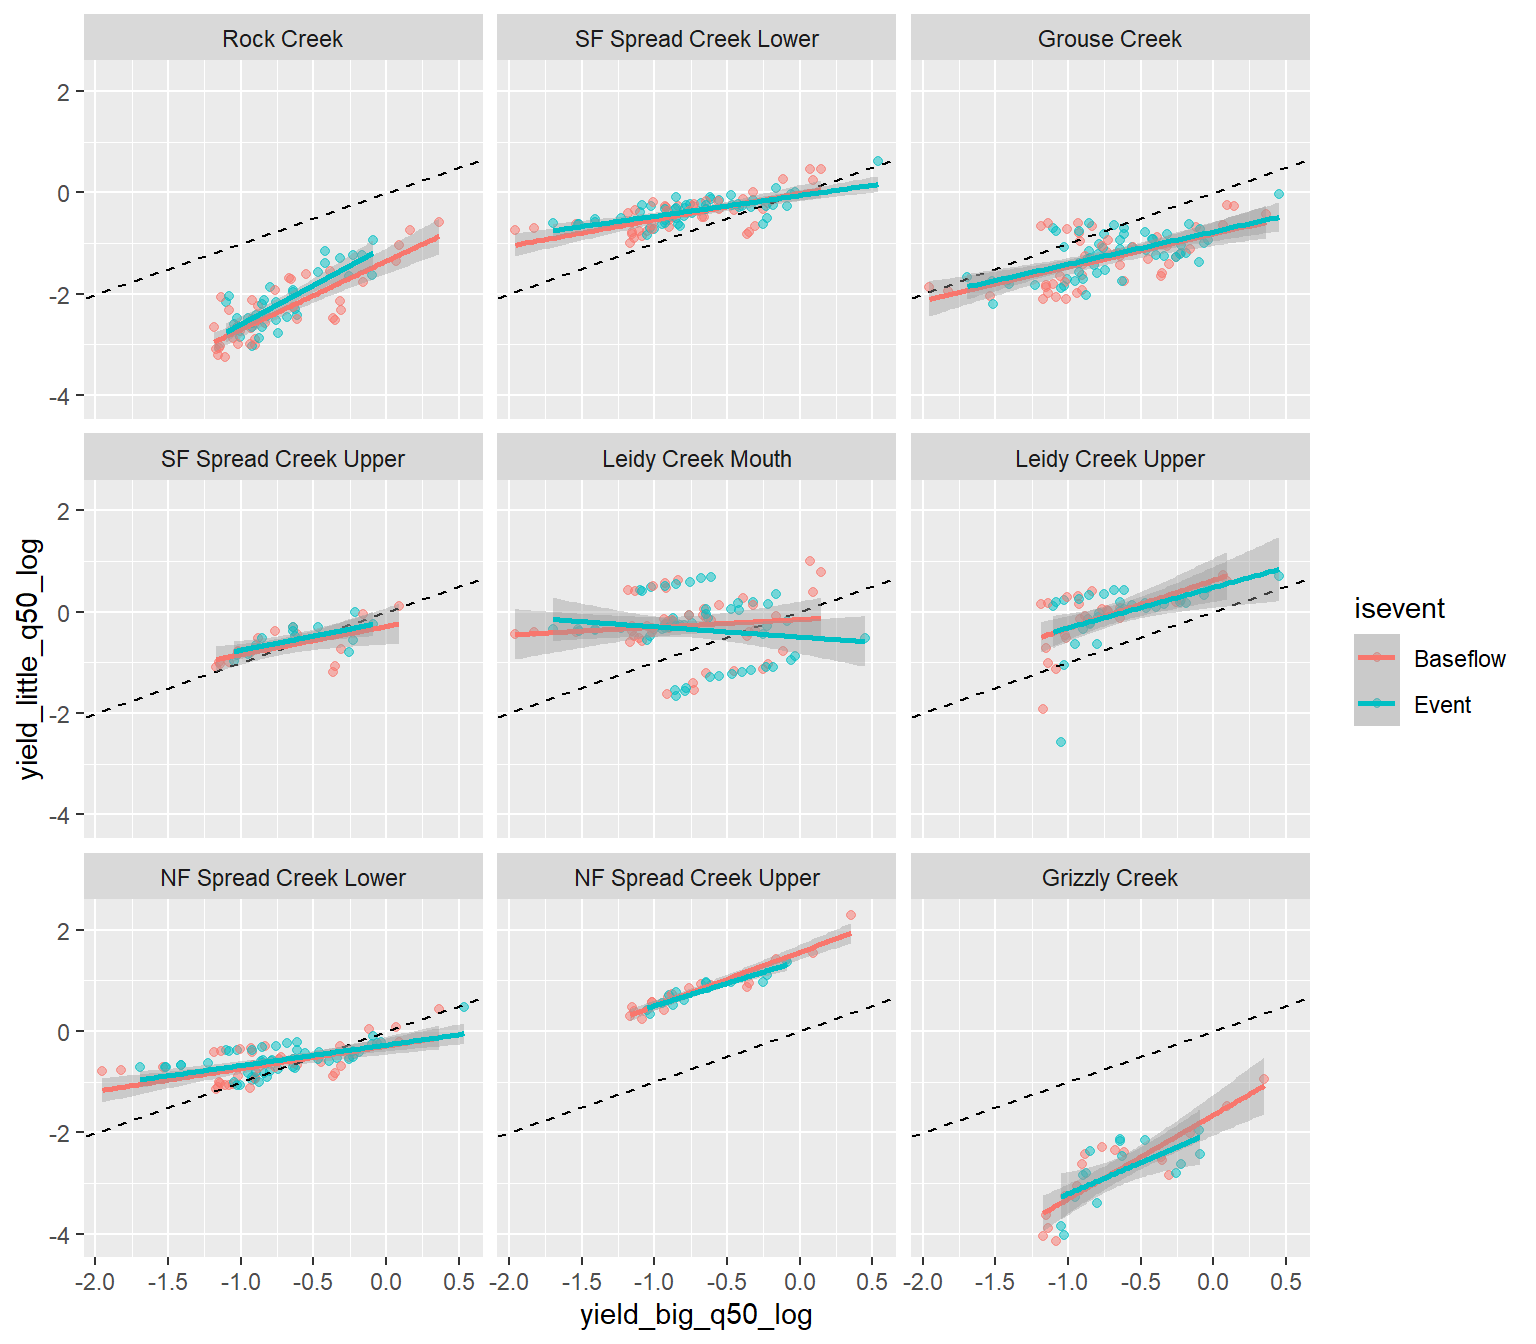 Rock Creek SF Spread Creek Lower Grouse Creek
2
0
-2
-4
SF Spread Creek Upper Leidy Creek Mouth Leidy Creek Upper
2
0
-2
-4
NF Spread Creek Lower NF Spread Creek Upper Grizzly Creek
2
0
-2
-4
-2.0 -1.5 -1.0 -0.5 0.0 0.5 -2.0 -1.5 -1.0 -0.5 0.0 0.5 -2.0 -1.5 -1.0 -0.5 0.0 0.5
yield_big_q50_log
yield_little_q50_log
isevent
Baseflow
Event